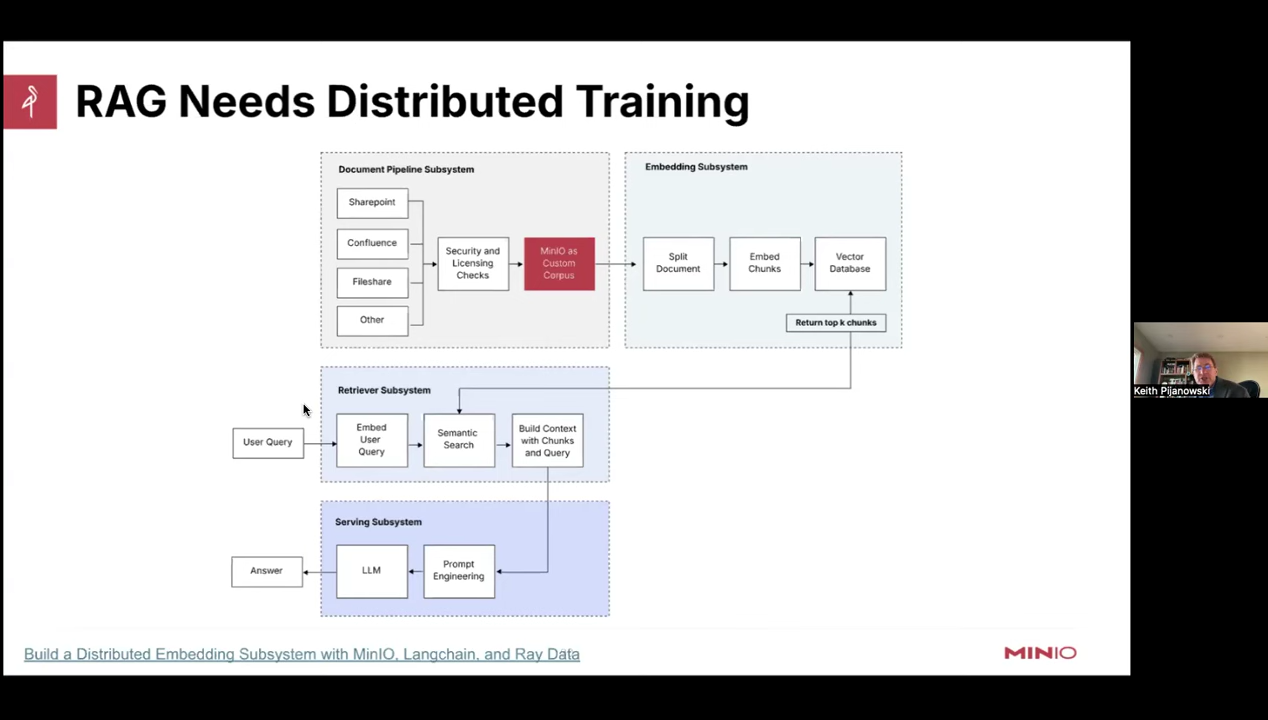 RAG Needs Distributed Training
Document Pipeline Subsystem
Sharepoint
Confluence
Fileshare
Other
Security and
Licensing
Checks
MinIO as
Custom
Corpus
Embedding Subsystem
Split
Document
Embed
Chunks
Vector
Database
Return top k chunks
Retriever Subsystem
User Query
Embed
User
Query
Semantic
Search
Build Context
with Chunks
and Query
Serving Subsystem
Answer
LLM
Prompt
Engineering
Build a Distributed Embedding Subsystem with MinIO, Langchain, and Ray Data
MINIO
Keith Pijanowski